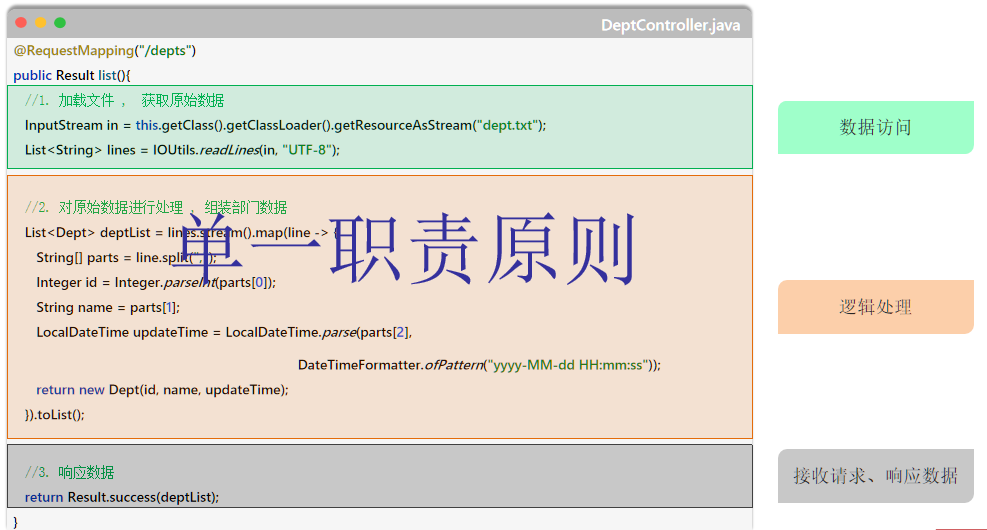 DeptController.java
@RequestMapping("/depts")
public Result list(){
//1. 加载文件 ， 获取原始数据
InputStream in = this.getClass().getClassLoader().getResourceAsStream("dept.txt");
List<String> lines = IOUtils.readLines(in, "UTF-8");
数据访问
//2. 对原始数据进行处理 ，组装部门数据
List<Dept> deptList = lines.stream().map(line -> {
单一职责原则
String[] parts = line.split(",");
Integer id = Integer.parseInt(parts[0]);
String name = parts[1];
逻辑处理
LocalDateTime updateTime = LocalDateTime.parse(parts[2],
DateTimeFormatter.ofPattern("yyyy-MM-dd HH:mm:ss"));
return new Dept(id, name, updateTime);
}).toList();
//3. 响应数据
接收请求、响应数据
return Result.success(deptList);
}